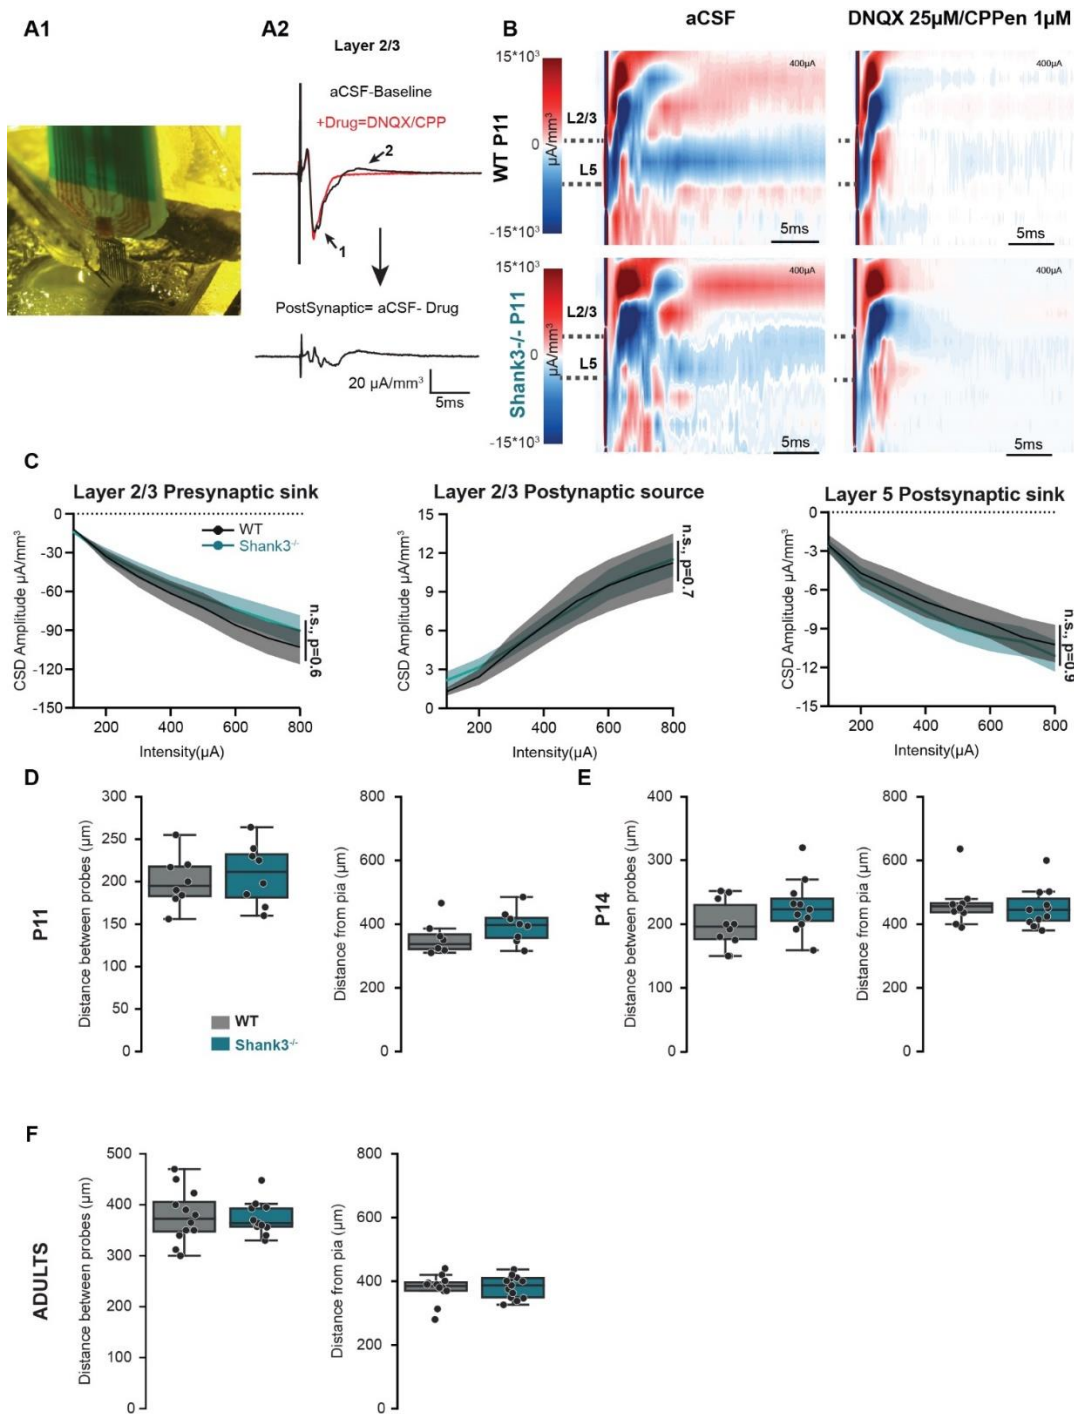 A1
A2
Layer 2/3
aCSF-Baseline
+Drug=DNQX/CPP
2
1
PostSynaptic= aCSF- Drug
20 µA/mm³
5ms
B
aCSF
DNQX 25µM/CPPen 1µM
WT P11
15*10³
0
µA/mm³
-15*10³
L2/3
L5
400µA
5ms
400µA
5ms
Shank3-/- P11
15*10³
0
µA/mm³
-15*10³
L2/3
L5
400µA
5ms
400µA
5ms
C
Layer 2/3 Presynaptic sink
CSD Amplitude µA/mm³
0
-30
-60
-90
-120
-150
WT
Shank3-/-
n.s., p=0.6
200
400
600
800
Intensity(µA)
Layer 2/3 Postynaptic source
CSD Amplitude µA/mm³
15
12
9
6
3
0
n.s., p=0.7
200
400
600
800
Intensity(µA)
Layer 5 Postsynaptic sink
CSD Amplitude µA/mm³
0
-3
-6
-9
-12
-15
n.s., p=0.9
200
400
600
800
Intensity(µA)
D
P11
Distance between probes (µm)
300
250
200
150
100
50
0
WT
Shank3-/-
Distance from pia (µm)
800
600
400
200
0
E
P14
Distance between probes (µm)
400
300
200
100
0
Distance from pia (µm)
800
600
400
200
0
F
ADULTS
Distance between probes (µm)
500
400
300
200
100
0
Distance from pia (µm)
800
600
400
200
0